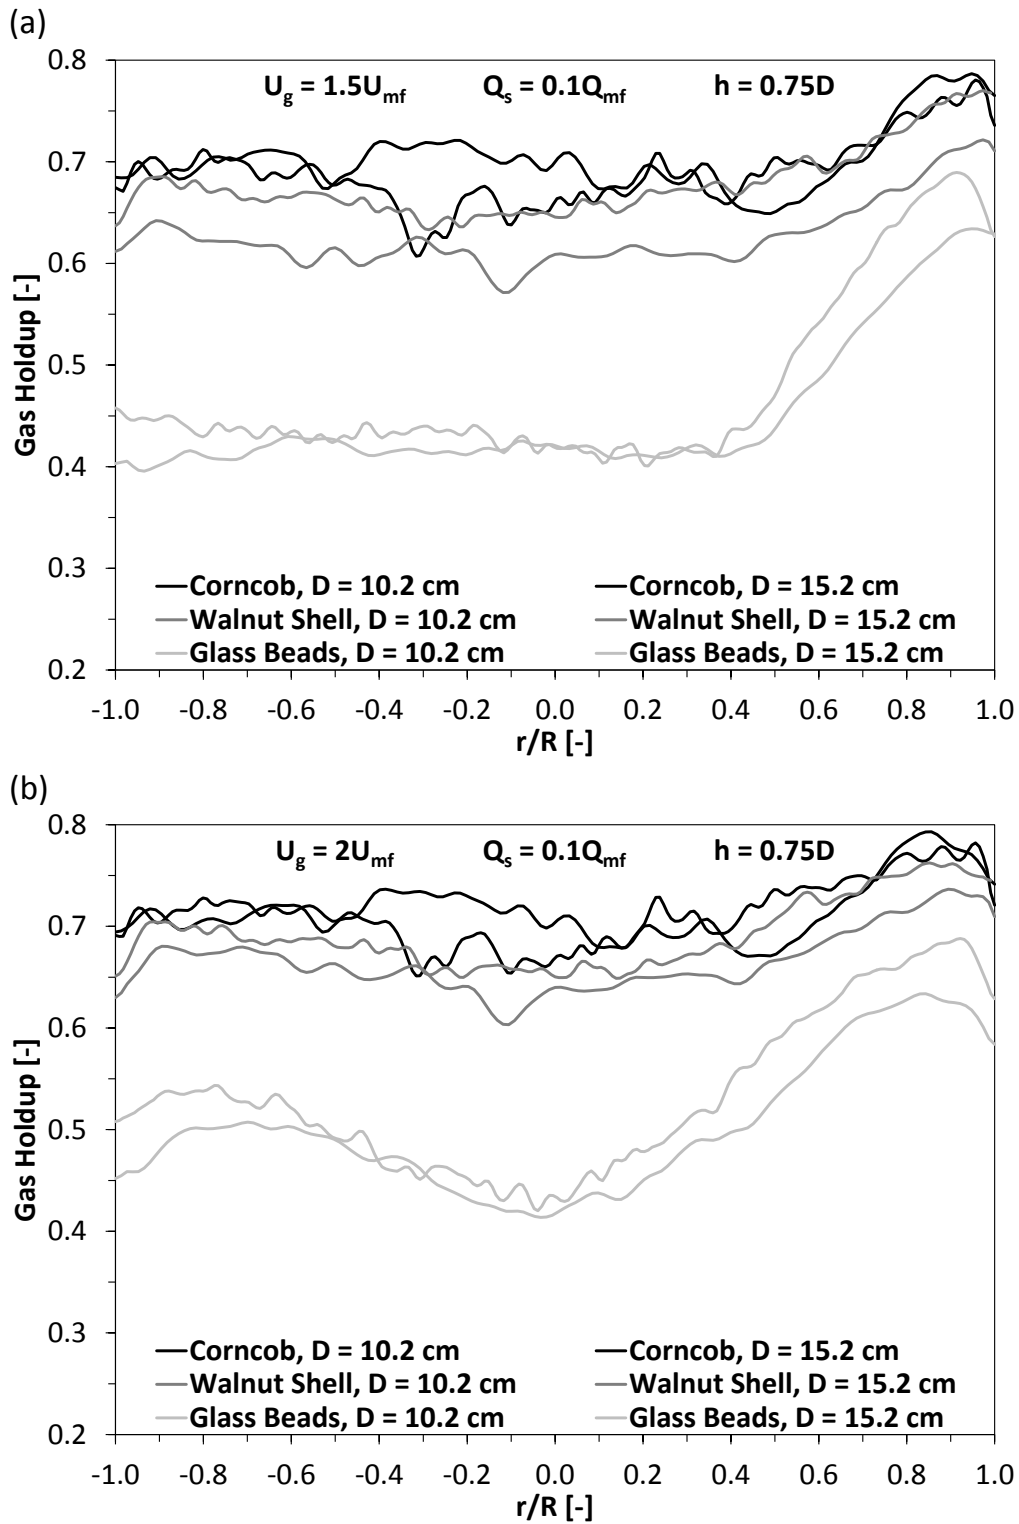 (a)
U_g = 1.5U_mf Q_s = 0.1Q_mf h = 0.75D
Gas Holdup [-]
0.8
0.7
0.6
0.5
0.4
0.3
0.2
Corncob, D = 10.2 cm Corncob, D = 15.2 cm
Walnut Shell, D = 10.2 cm Walnut Shell, D = 15.2 cm
Glass Beads, D = 10.2 cm Glass Beads, D = 15.2 cm
-1.0 -0.8 -0.6 -0.4 -0.2 0.0 0.2 0.4 0.6 0.8 1.0
r/R [-]
(b)
U_g = 2U_mf Q_s = 0.1Q_mf h = 0.75D
Gas Holdup [-]
0.8
0.7
0.6
0.5
0.4
0.3
0.2
Corncob, D = 10.2 cm Corncob, D = 15.2 cm
Walnut Shell, D = 10.2 cm Walnut Shell, D = 15.2 cm
Glass Beads, D = 10.2 cm Glass Beads, D = 15.2 cm
-1.0 -0.8 -0.6 -0.4 -0.2 0.0 0.2 0.4 0.6 0.8 1.0
r/R [-]